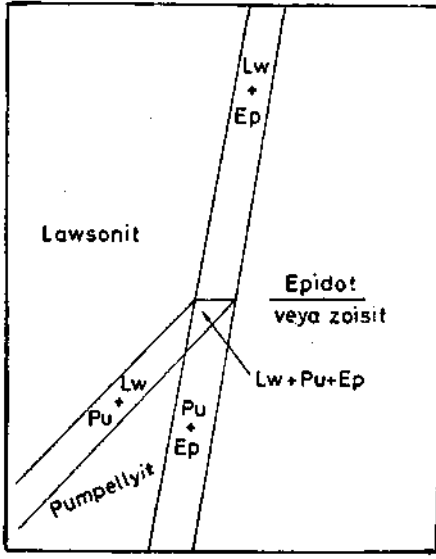 Lw
+
Ep
Lawsonit
Epidot
veya zoisit
Lw+Pu+Ep
Pu + Lw
Pu
+
Ep
Pumpellyit